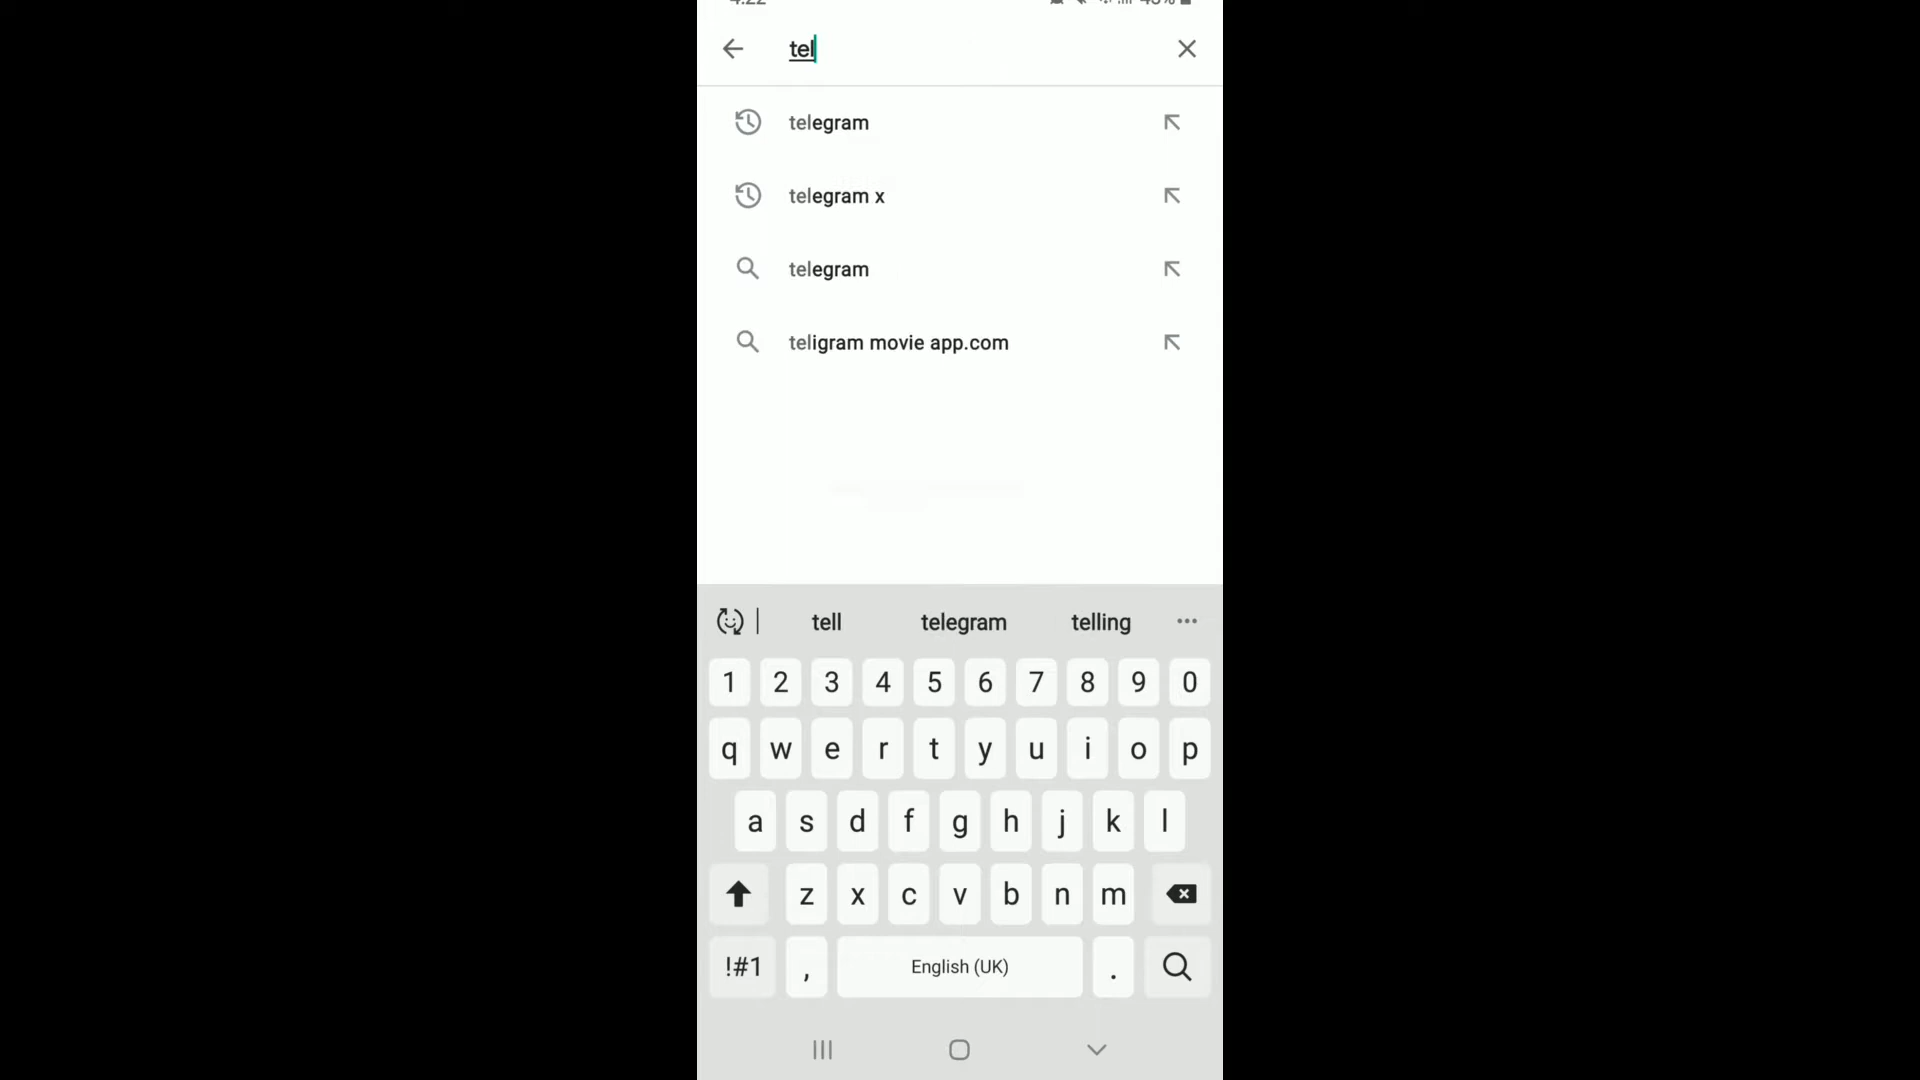 tel
telegram
telegram x
telegram
teligram movie app.com
tell telegram telling
1 2 3 4 5 6 7 8 9 0
q w e r t y u i o p
a s d f g h j k l
z x c v b n m
!#1 , English (UK) .